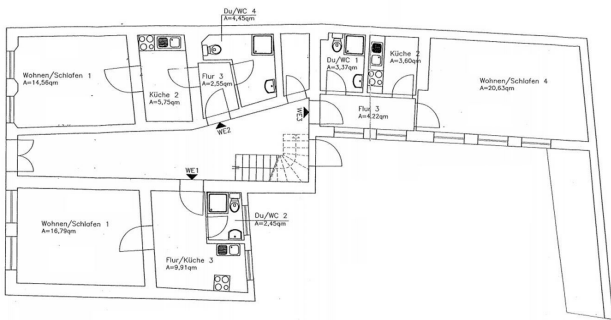 Du/WC 4
A=4,45qm
Wohnen/Schlafen 1
A=14,56qm
Küche 2
A=5,75qm
Flur 3
A=2,55qm
Du/WC 1
A=3,37qm
Küche 2
A=3,60qm
Wohnen/Schlafen 4
A=20,63qm
Flur 3
A=4,22qm
WE2
WE3
WE1
Wohnen/Schlafen 1
A=16,79qm
Du/WC 2
A=2,45qm
Flur/Küche 3
A=9,91qm